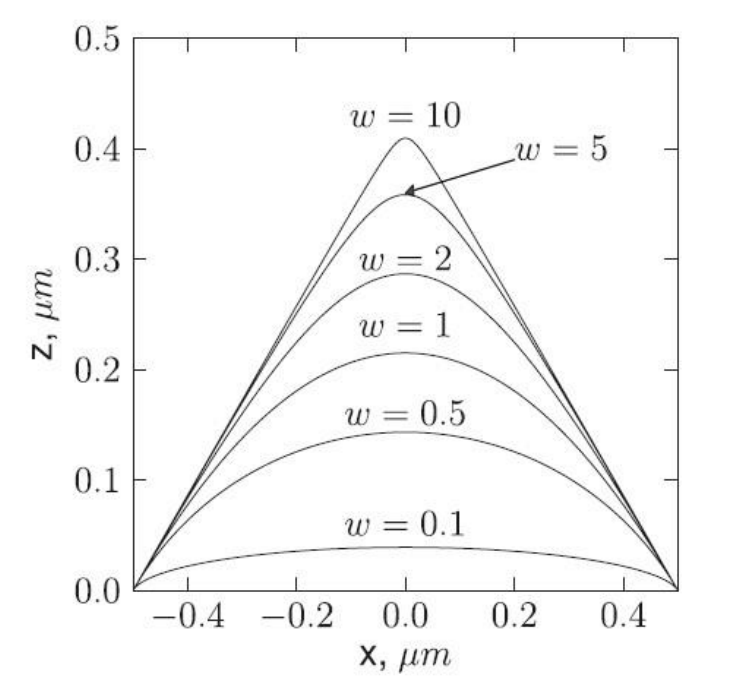 0.5
w = 10
0.4
w = 5
0.3
w = 2
z, μm
w = 1
0.2
w = 0.5
0.1
w = 0.1
0.0
−0.4 −0.2 0.0 0.2 0.4
x, μm